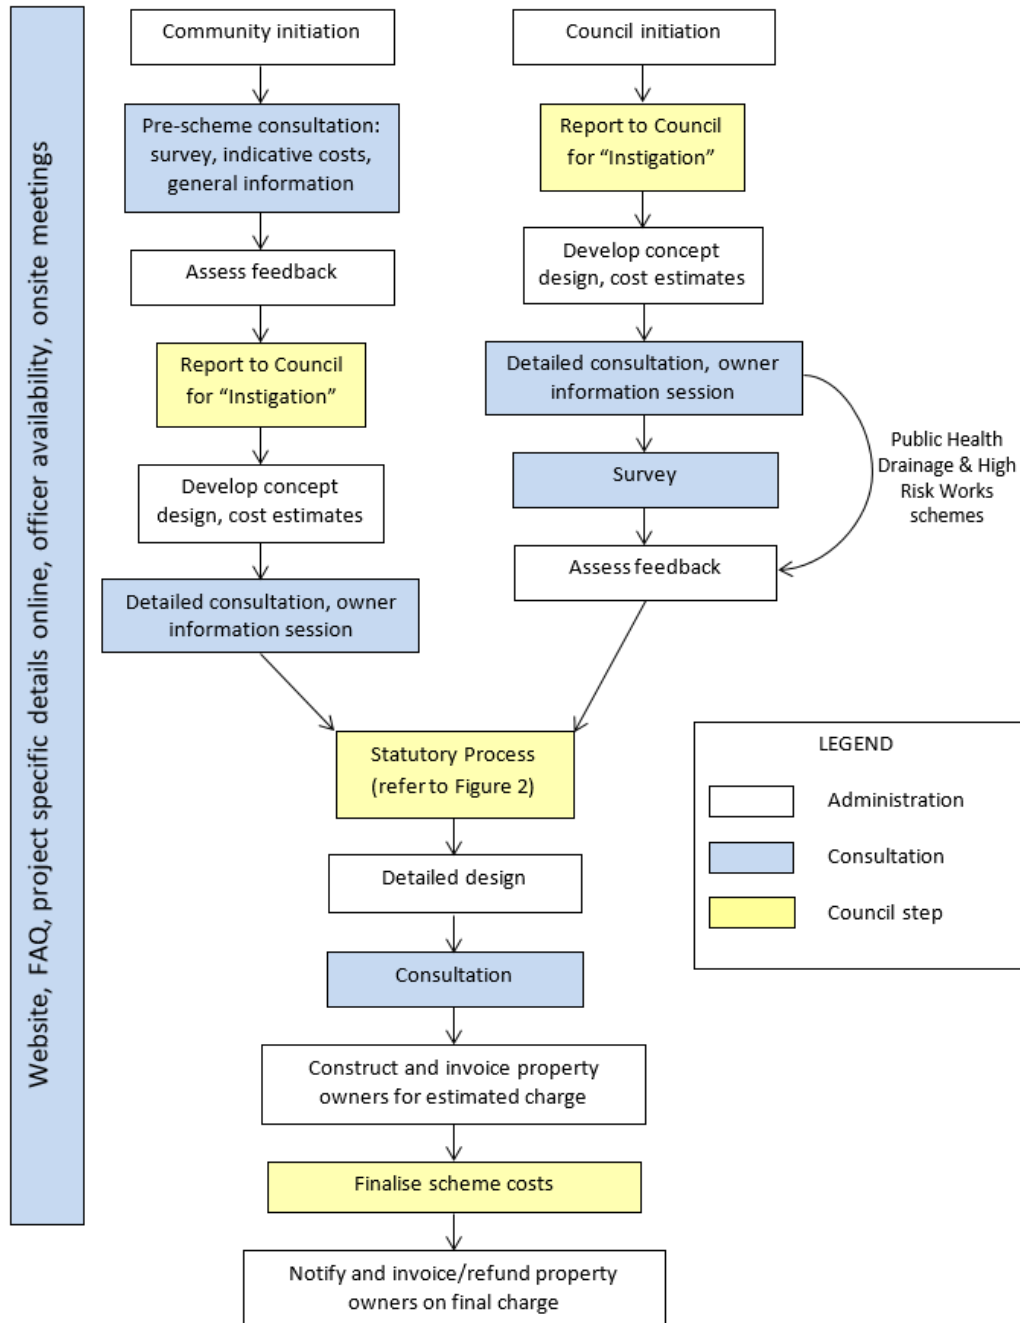 Website, FAQ, project specific details online, officer availability, onsite meetings
Community initiation
Pre-scheme consultation:
survey, indicative costs,
general information
Assess feedback
Report to Council
for “Instigation”
Develop concept
design, cost estimates
Detailed consultation, owner
information session
Council initiation
Report to Council
for “Instigation”
Develop concept
design, cost estimates
Detailed consultation, owner
information session
Survey
Assess feedback
Public Health
Drainage & High
Risk Works
schemes
Statutory Process
(refer to Figure 2)
Detailed design
Consultation
Construct and invoice property
owners for estimated charge
Finalise scheme costs
Notify and invoice/refund property
owners on final charge
LEGEND
Administration
Consultation
Council step